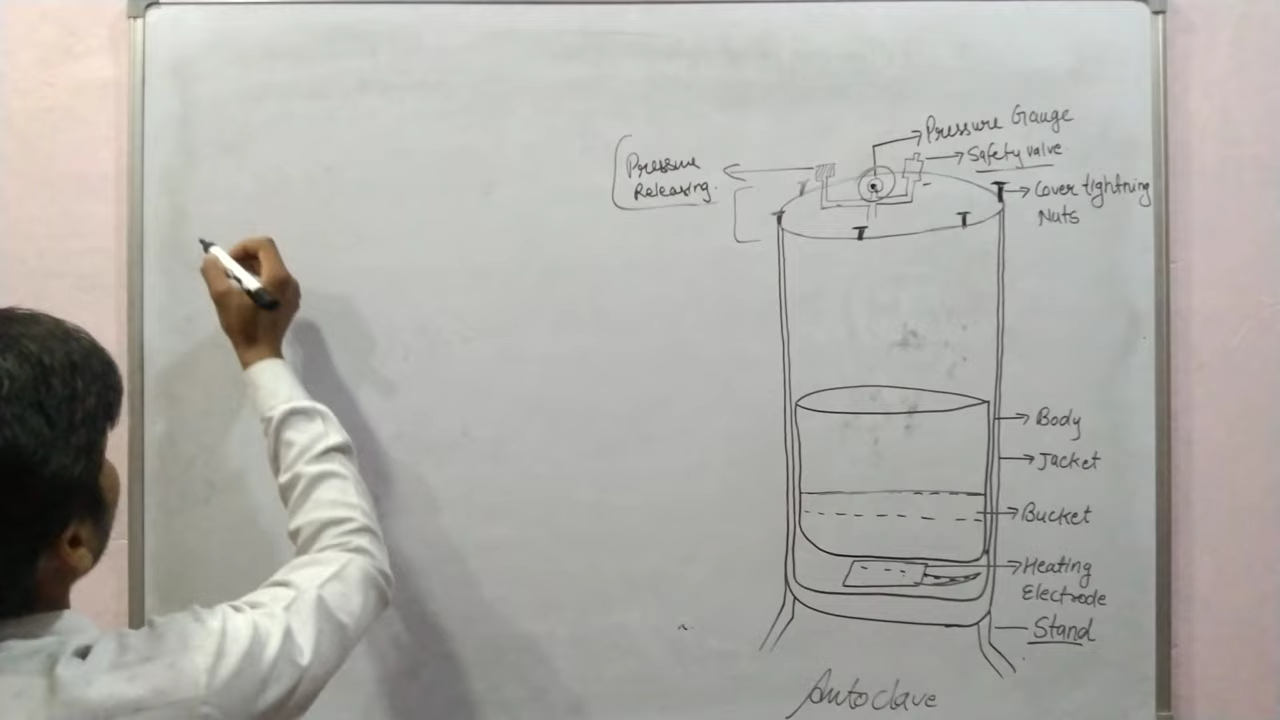 Pressure Gauge
Safety valve
Pressure
Releasing.
Cover tightning
Nuts
Body
Jacket
Bucket
Heating
Electrode
Stand
Autoclave